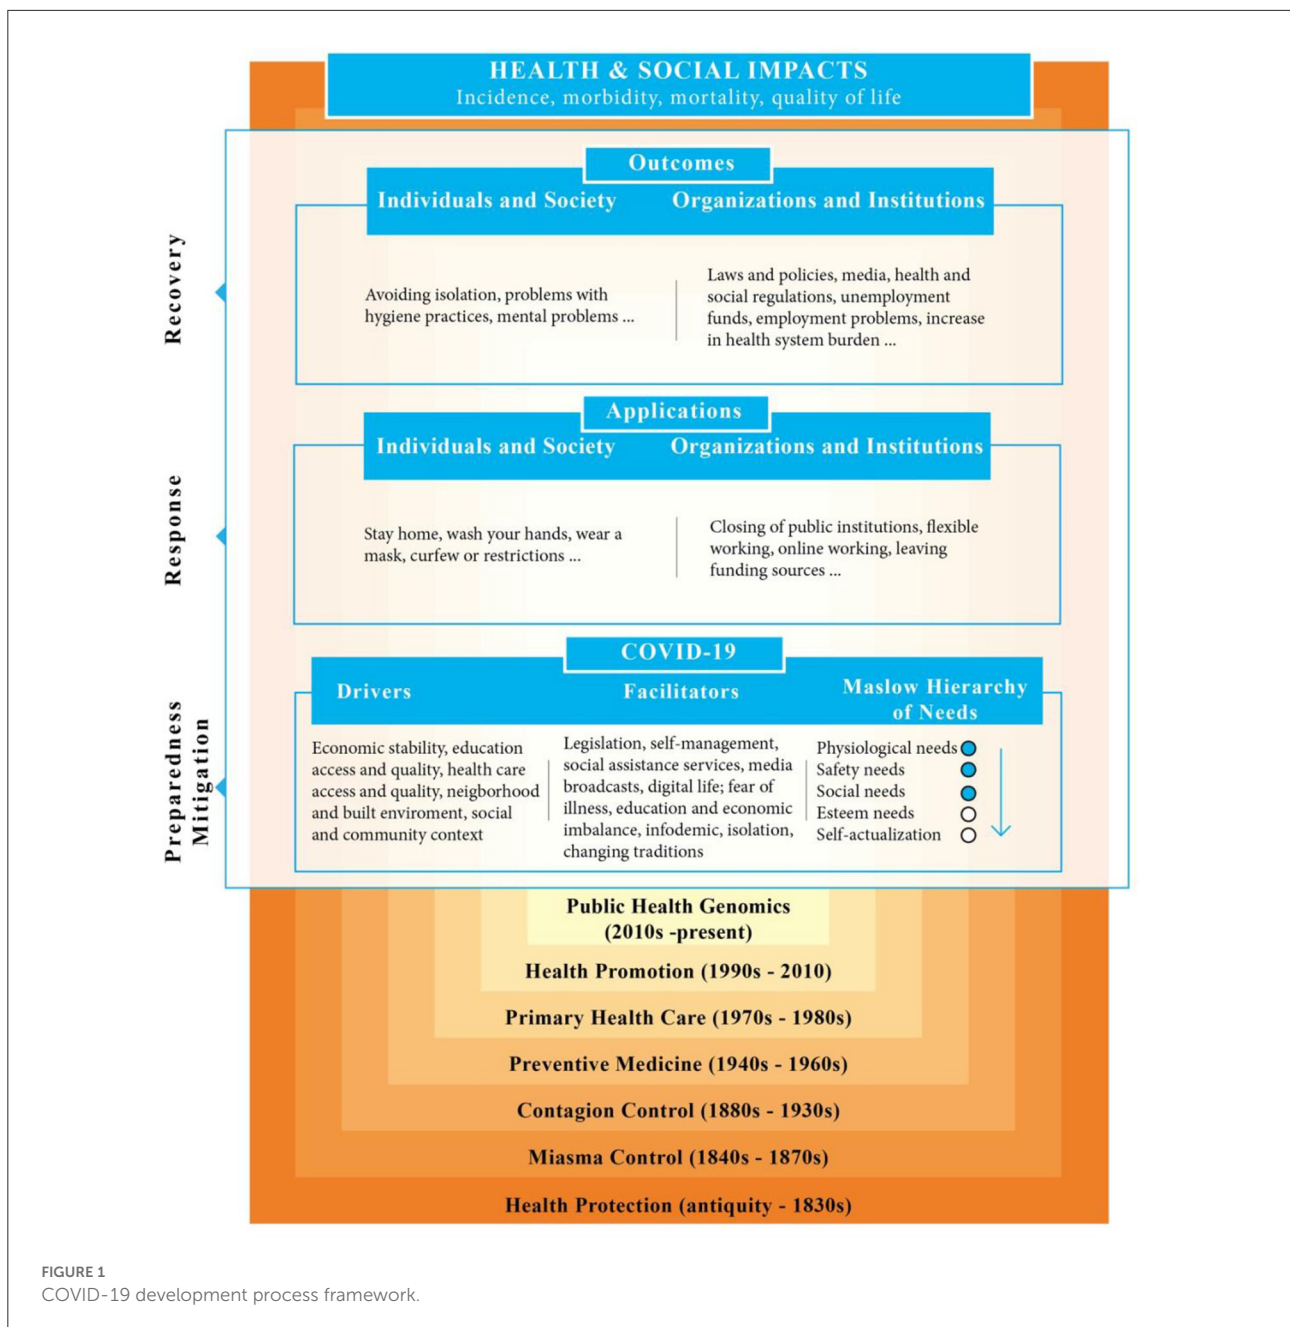 HEALTH & SOCIAL IMPACTS
Incidence, morbidity, mortality, quality of life
Outcomes
Individuals and Society
Organizations and Institutions
Recovery
Avoiding isolation, problems with
hygiene practices, mental problems ...
Laws and policies, media, health and
social regulations, unemployment
funds, employment problems, increase
in health system burden ...
Applications
Individuals and Society
Organizations and Institutions
Response
Stay home, wash your hands, wear a
mask, curfew or restrictions ...
Closing of public institutions, flexible
working, online working, leaving
funding sources ...
COVID-19
Preparedness
Mitigation
Drivers
Economic stability, education
access and quality, health care
access and quality, neigborhood
and built enviroment, social
and community context
Facilitators
Legislation, self-management,
social assistance services, media
broadcasts, digital life; fear of
illness, education and economic
imbalance, infodemic, isolation,
changing traditions
Maslow Hierarchy
of Needs
Physiological needs
Safety needs
Social needs
Esteem needs
Self-actualization
Public Health Genomics
(2010s -present)
Health Promotion (1990s - 2010)
Primary Health Care (1970s - 1980s)
Preventive Medicine (1940s - 1960s)
Contagion Control (1880s - 1930s)
Miasma Control (1840s - 1870s)
Health Protection (antiquity - 1830s)
FIGURE 1
COVID-19 development process framework.